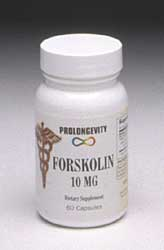 PROLONGEVITY
FORSKOLIN
10 MG
Dietary Supplement
60 Capsules